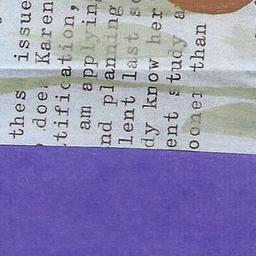 thes issue
doe Karen
tification,
am applyin
nd planning
lent last s
dy know her
ent study a
ooner than